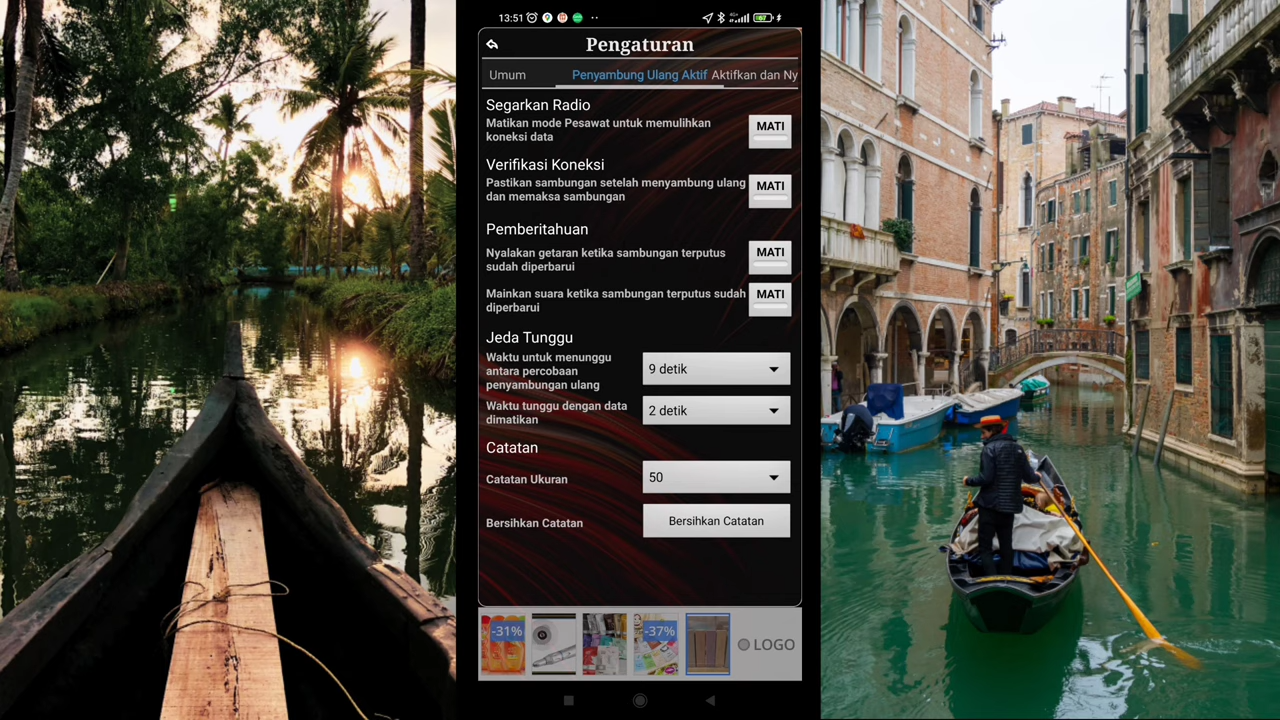 13:51
67
Pengaturan
Umum
Penyambung Ulang Aktif
Aktifkan dan Ny
Segarkan Radio
Matikan mode Pesawat untuk memulihkan
koneksi data
MATI
Verifikasi Koneksi
Pastikan sambungan setelah menyambung ulang
dan memaksa sambungan
MATI
Pemberitahuan
Nyalakan getaran ketika sambungan terputus
sudah diperbarui
MATI
Mainkan suara ketika sambungan terputus sudah
diperbarui
MATI
Jeda Tunggu
Waktu untuk menunggu
antara percobaan
penyambungan ulang
9 detik
Waktu tunggu dengan data
dimatikan
2 detik
Catatan
Catatan Ukuran
50
Bersihkan Catatan
Bersihkan Catatan
-31%
-37%
LOGO